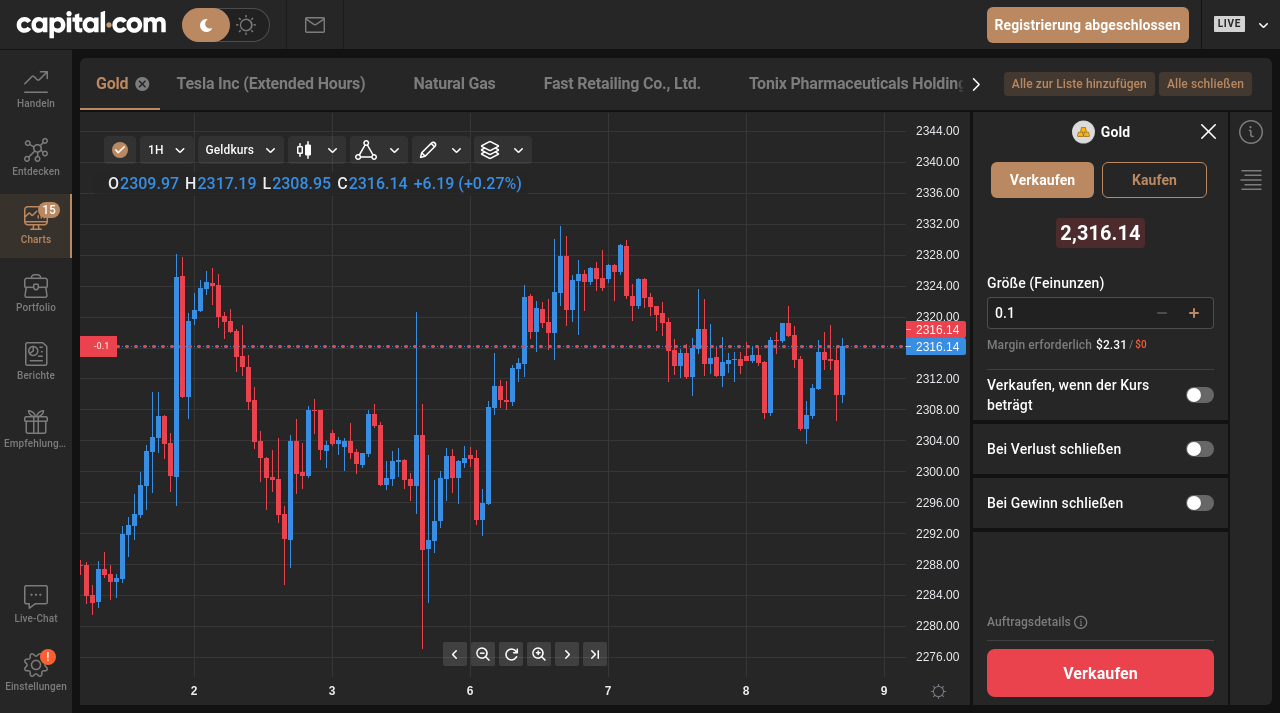 capital.com
Registrierung abgeschlossen
LIVE
Handeln
Entdecken
15
Charts
Portfolio
Berichte
Empfehlung...
Live-Chat
!
Einstellungen
Gold
Tesla Inc (Extended Hours)
Natural Gas
Fast Retailing Co., Ltd.
Tonix Pharmaceuticals Holding
Alle zur Liste hinzufügen
Alle schließen
1H
Geldkurs
O2309.97 H2317.19 L2308.95 C2316.14 +6.19 (+0.27%)
-0.1
2344.00
2340.00
2336.00
2332.00
2328.00
2324.00
2320.00
2316.14
2316.14
2312.00
2308.00
2304.00
2300.00
2296.00
2292.00
2288.00
2284.00
2280.00
2276.00
2 3 6 7 8 9
Gold
Verkaufen
Kaufen
2,316.14
Größe (Feinunzen)
0.1
− +
Margin erforderlich $2.31 / $0
Verkaufen, wenn der Kurs
beträgt
Bei Verlust schließen
Bei Gewinn schließen
Auftragsdetails
Verkaufen